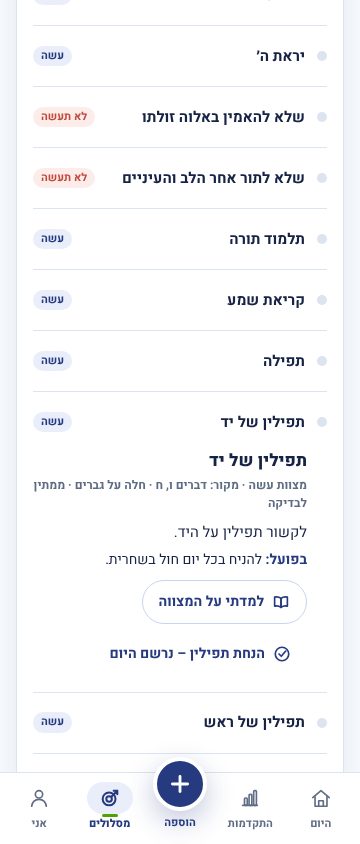 יראת ה׳
עשה
שלא להאמין באלוה זולתו
לא תעשה
שלא לתור אחר הלב והעיניים
לא תעשה
תלמוד תורה
עשה
קריאת שמע
עשה
תפילה
עשה
תפילין של יד
עשה
תפילין של יד
מצוות עשה · מקור: דברים ו, ח · חלה על גברים · ממתין
לבדיקה
לקשור תפילין על היד.
בפועל: להניח בכל יום חול בשחרית.
למדתי על המצווה
הנחת תפילין – נרשם היום
תפילין של ראש
עשה
היום
התקדמות
הוספה
מסלולים
אני